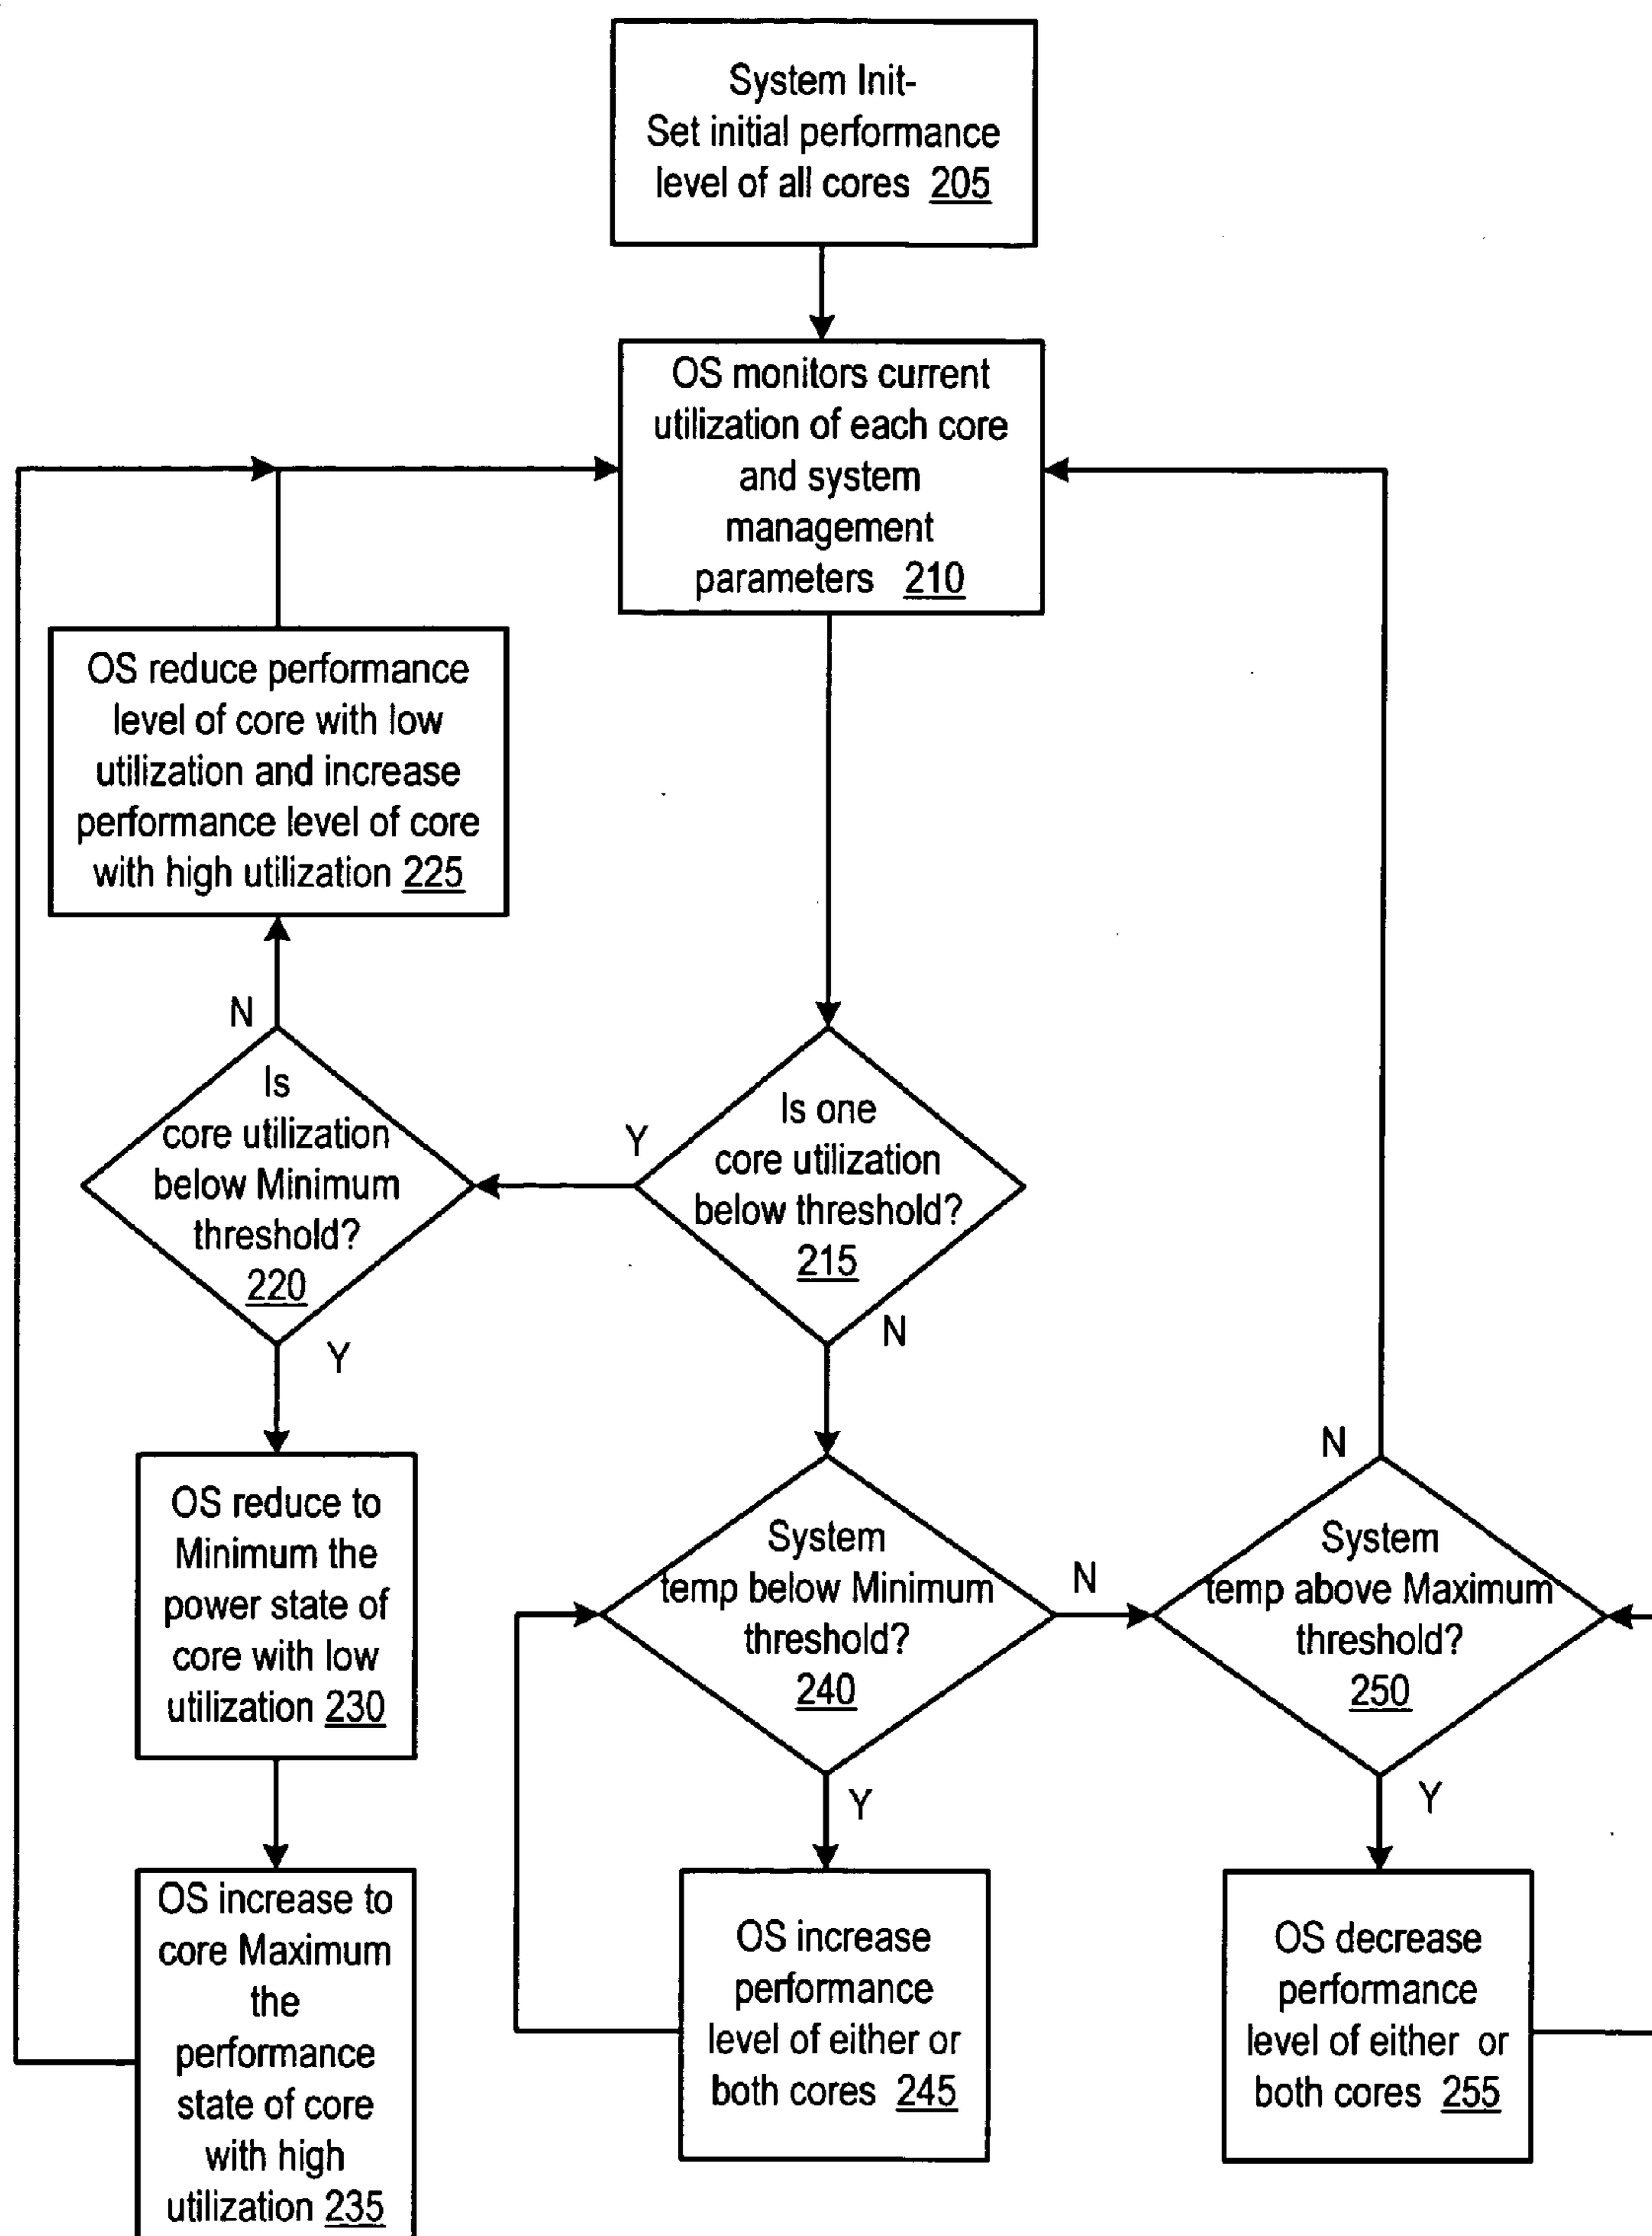 System Init-
Set initial performance
level of all cores 205
OS monitors current
utilization of each core
and system
management
parameters 210
OS reduce performance
level of core with low
utilization and increase
performance level of core
with high utilization 225
N
Is
core utilization
below Minimum
threshold?
220
Y
Y
Is one
core utilization
below threshold?
215
N
OS reduce to
Minimum the
power state of
core with low
utilization 230
System
temp below Minimum
threshold?
240
N
Y
N
System
temp above Maximum
threshold?
250
Y
OS increase to
core Maximum
the
performance
state of core
with high
utilization 235
OS increase
performance
level of either or
both cores 245
OS decrease
performance
level of either or
both cores 255